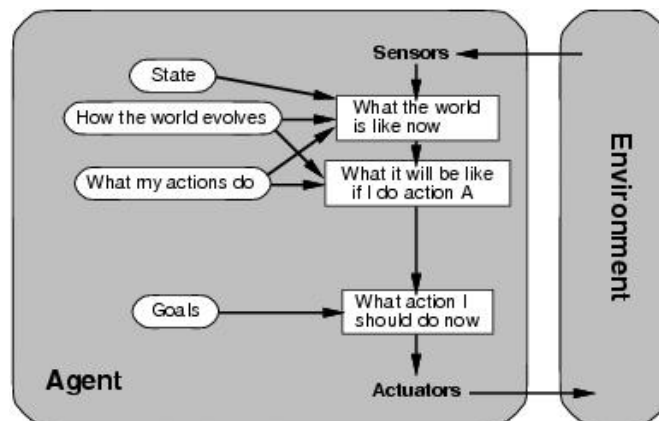 Sensors
State
What the world
is like now
How the world evolves
What it will be like
if I do action A
What my actions do
What action I
should do now
Goals
Agent
Actuators
Environment